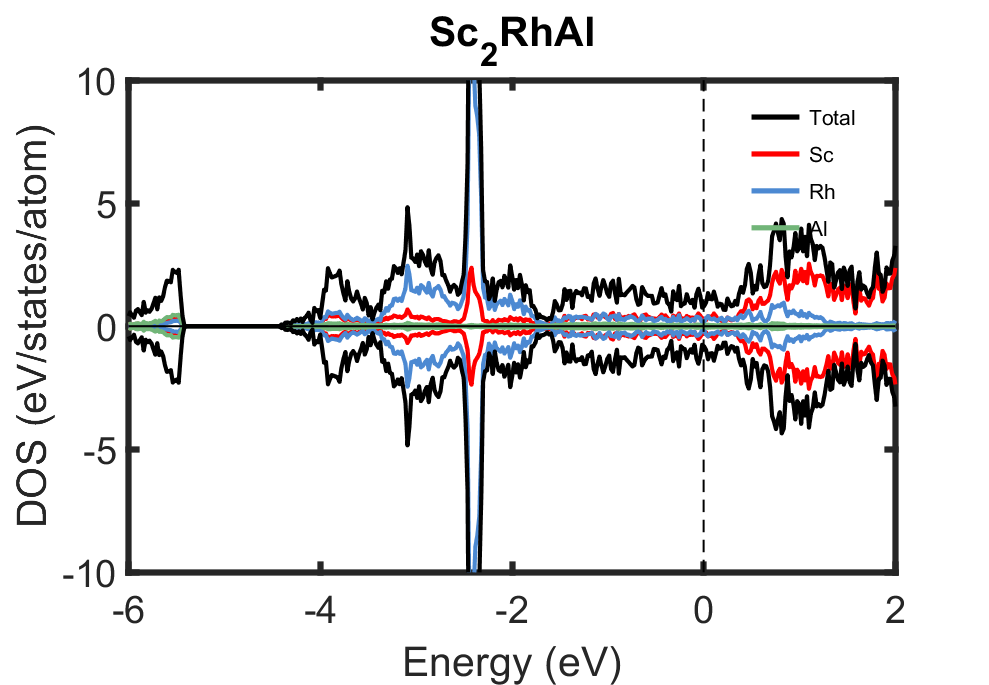 Sc2RhAl
10
5
0
-5
-10
-6
-4
-2
0
2
Energy (eV)
DOS (eV/states/atom)
Total
Sc
Rh
Al